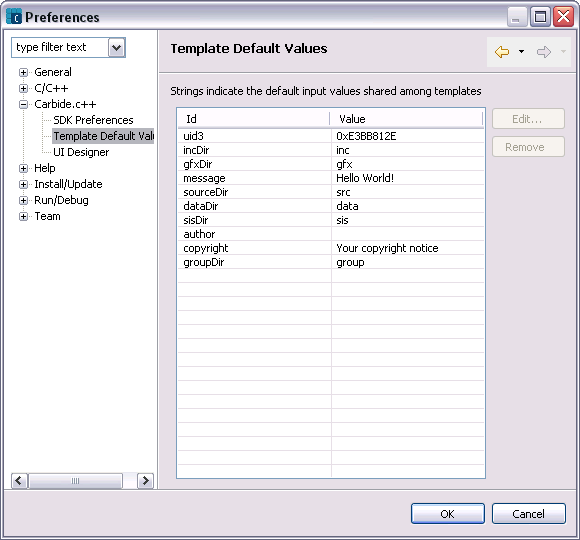 Preferences
type filter text
General
C/C++
Carbide.c++
SDK Preferences
Template Default Valu
UI Designer
Help
Install/Update
Run/Debug
Team
Template Default Values
Strings indicate the default input values shared among templates
Id Value
uid3 0xE3BB812E
incDir inc
gfxDir gfx
message Hello World!
sourceDir src
dataDir data
sisDir sis
author
copyright Your copyright notice
groupDir group
Edit...
Remove
OK Cancel